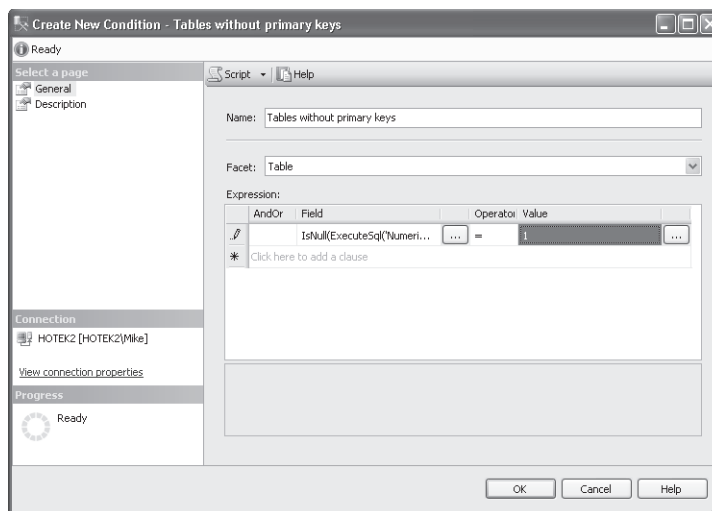 Create New Condition - Tables without primary keys
Ready
Select a page
General
Description
Script
Help
Name: Tables without primary keys
Facet: Table
Expression:
AndOr Field Operator Value
IsNull(ExecuteSql('Numeri... ... = 1 ...
Click here to add a clause
Connection
HOTEK2 [HOTEK2\Mike]
View connection properties
Progress
Ready
OK Cancel Help